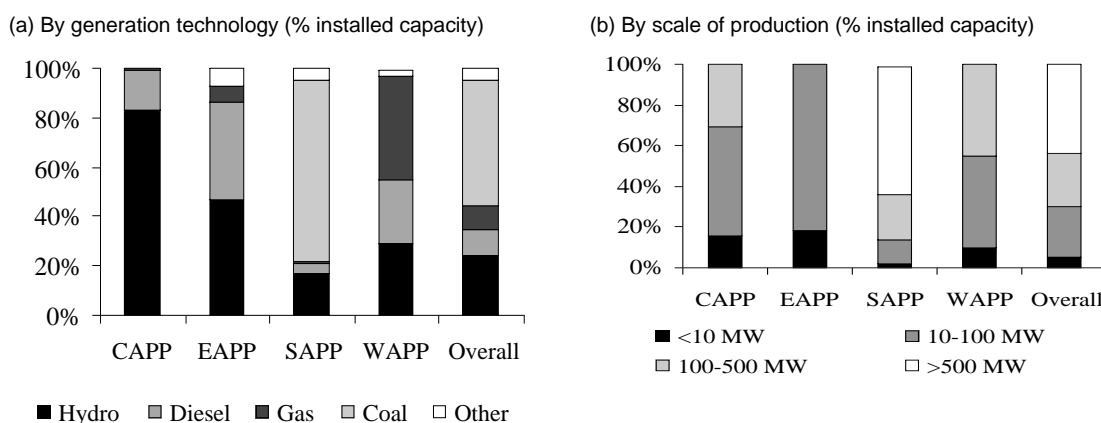 (a) By generation technology (% installed capacity)
100%
80%
60%
40%
20%
0%
CAPP EAPP SAPP WAPP Overall
Hydro Diesel Gas Coal Other
(b) By scale of production (% installed capacity)
100%
80%
60%
40%
20%
0%
CAPP EAPP SAPP WAPP Overall
<10 MW 10-100 MW
100-500 MW >500 MW